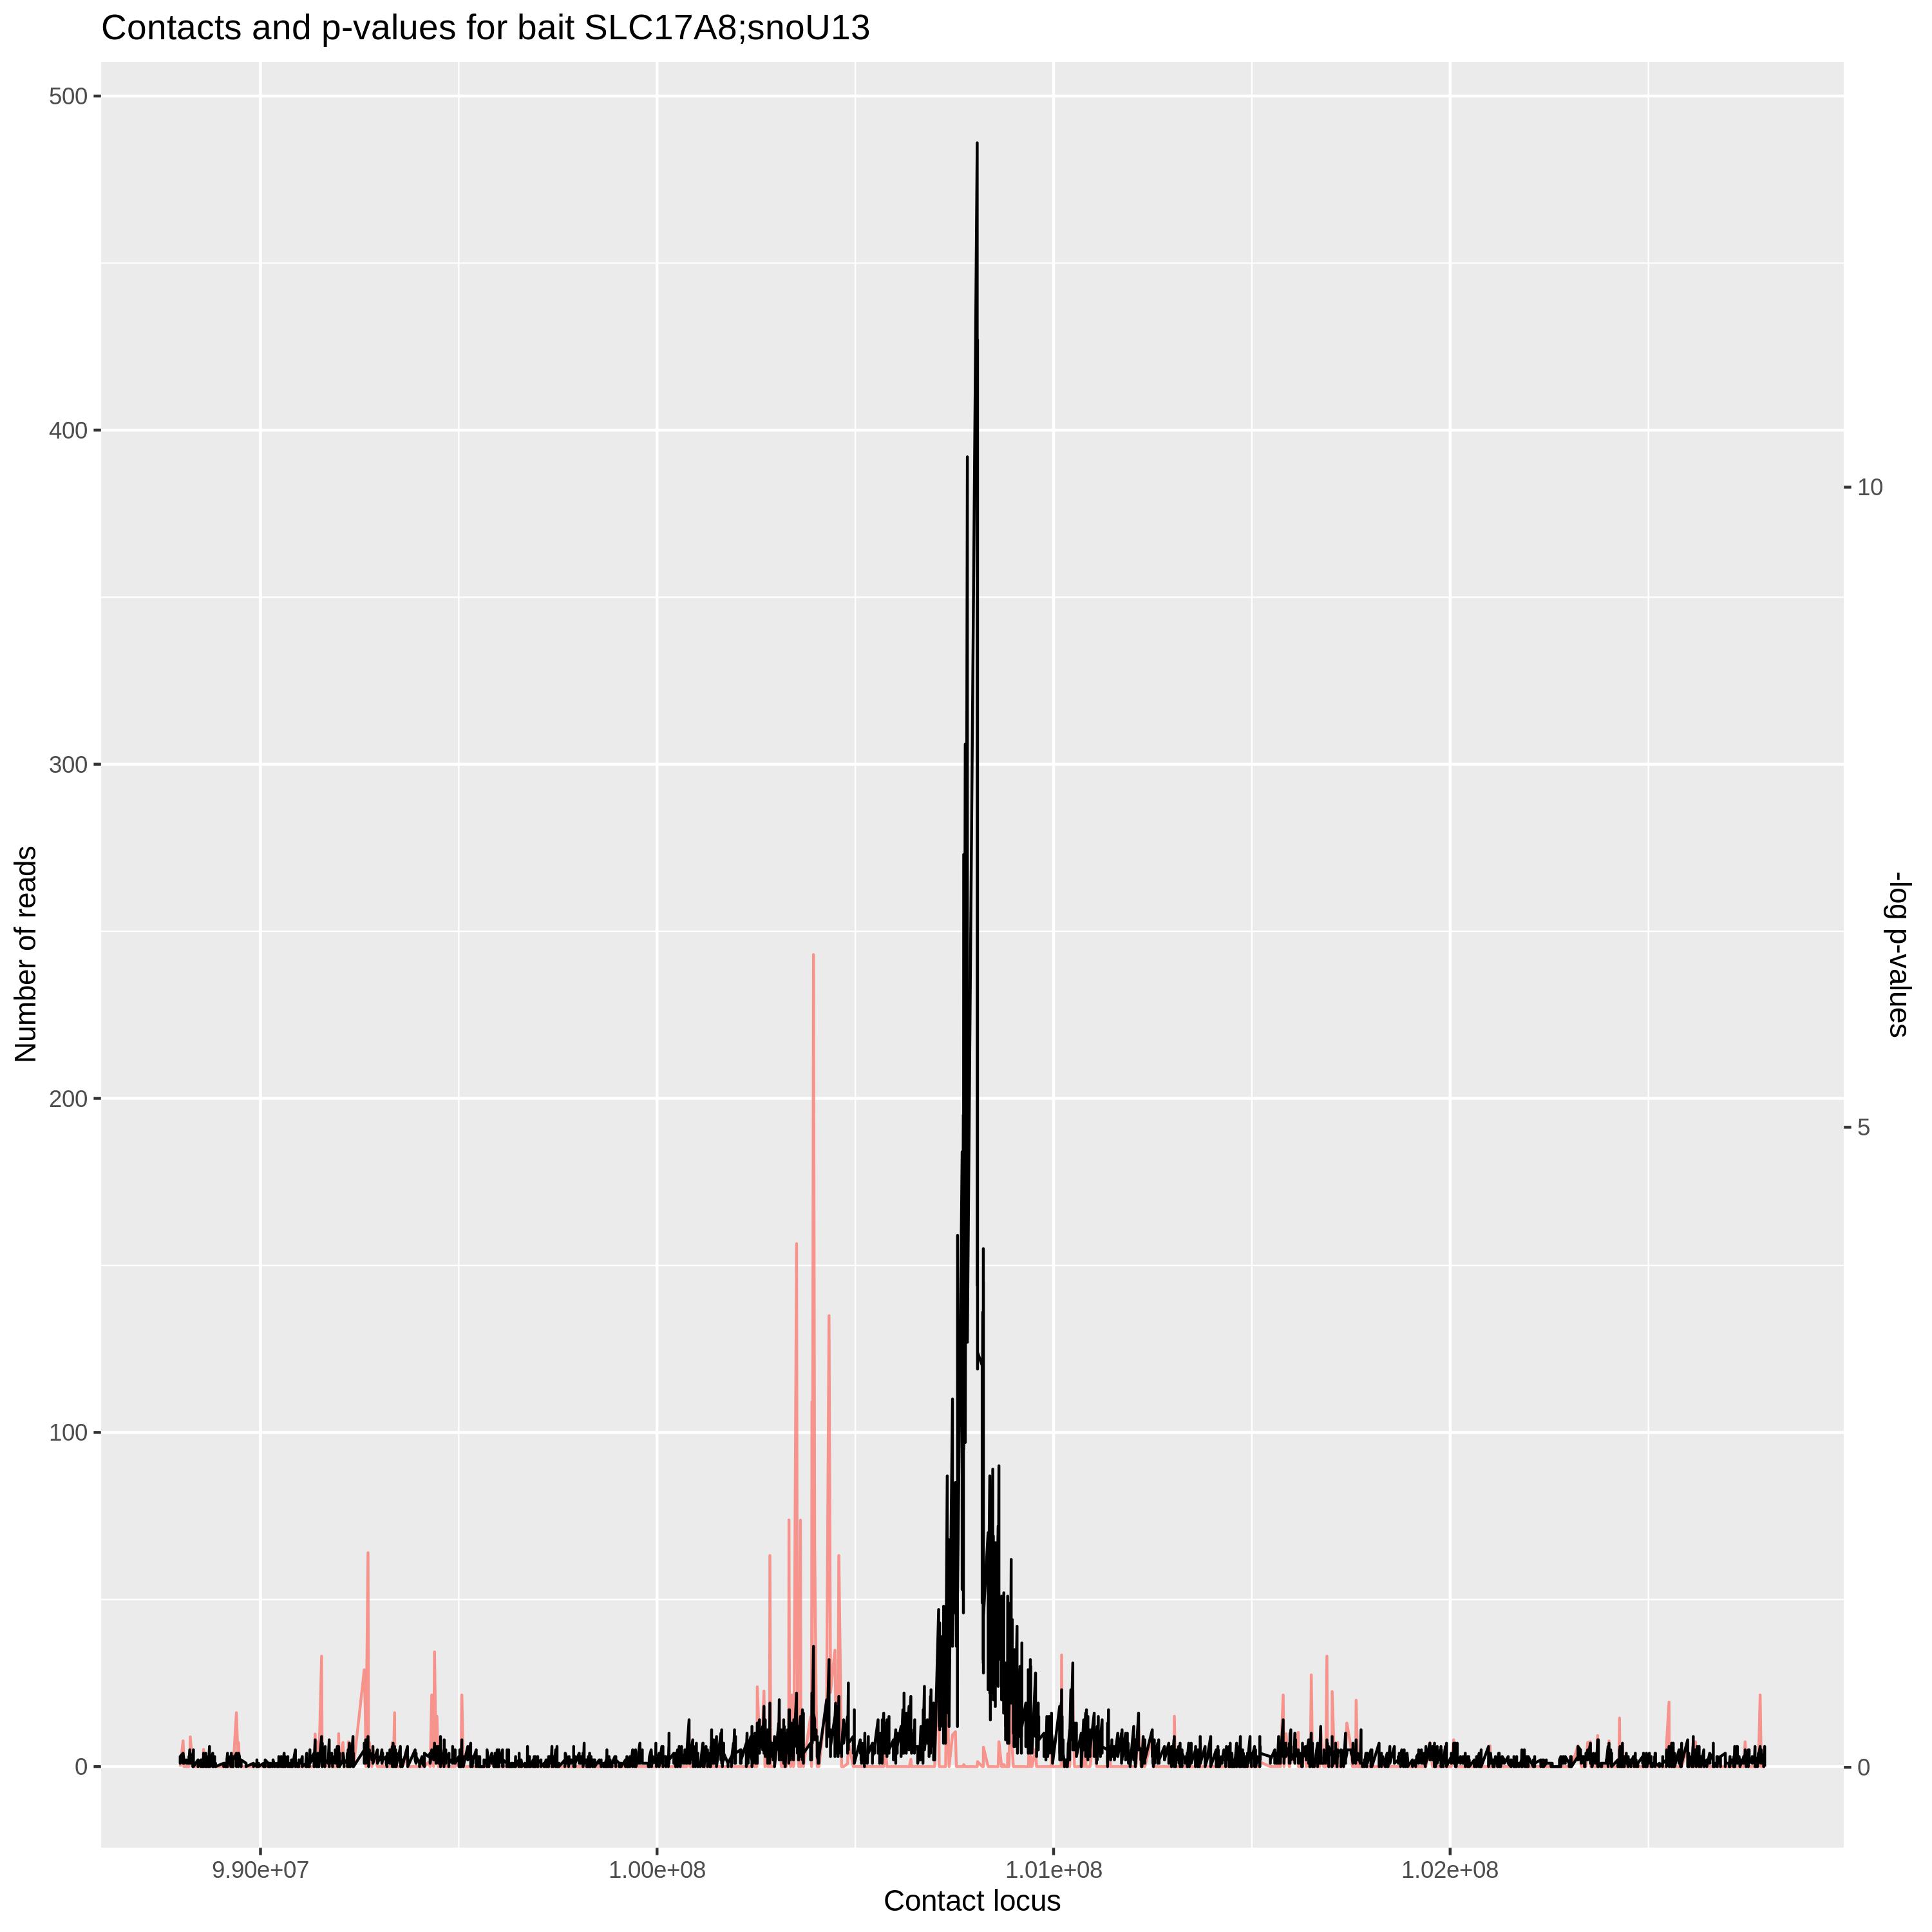 Contacts and p-values for bait SLC17A8;snoU13
500
400
300
200
100
0
Number of reads
10
5
0
-log p-values
9.90e+07
1.00e+08
1.01e+08
1.02e+08
Contact locus